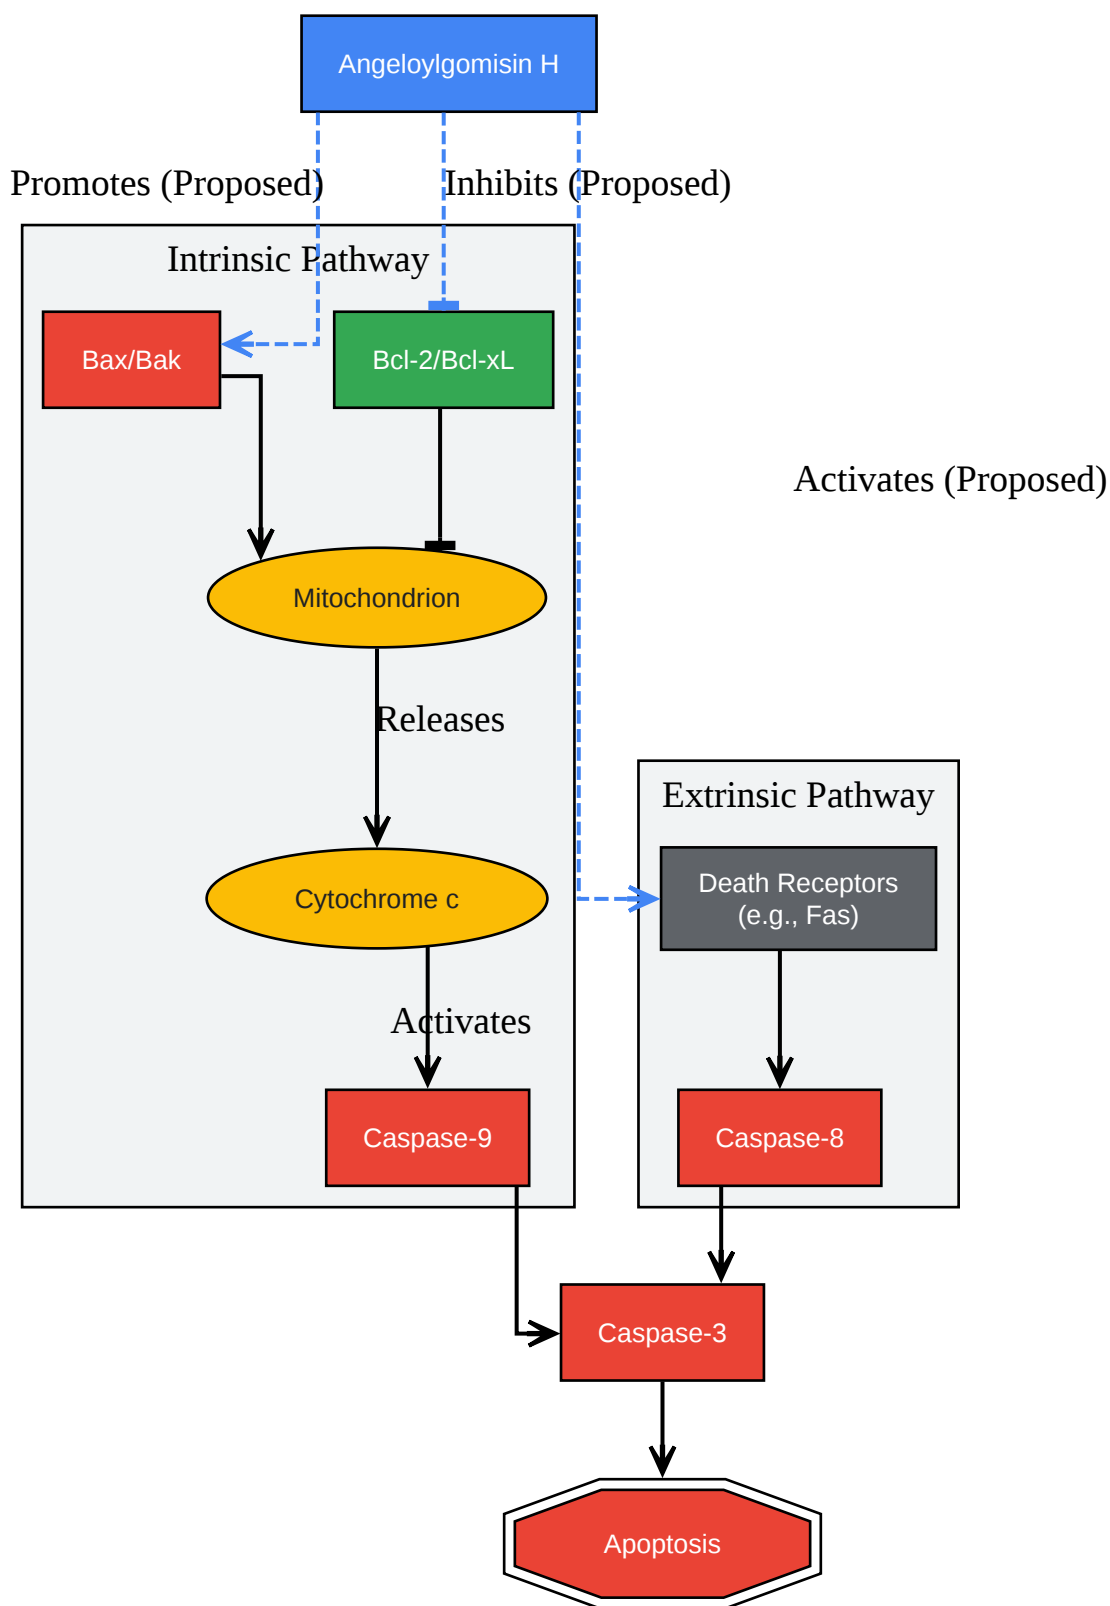 Angeloylgomisin H
Promotes (Proposed)
Inhibits (Proposed)
Intrinsic Pathway
Bax/Bak
Bcl-2/Bcl-xL
Activates (Proposed)
Mitochondrion
Releases
Extrinsic Pathway
Cytochrome c
Death Receptors
(e.g., Fas)
Activates
Caspase-9
Caspase-8
Caspase-3
Apoptosis